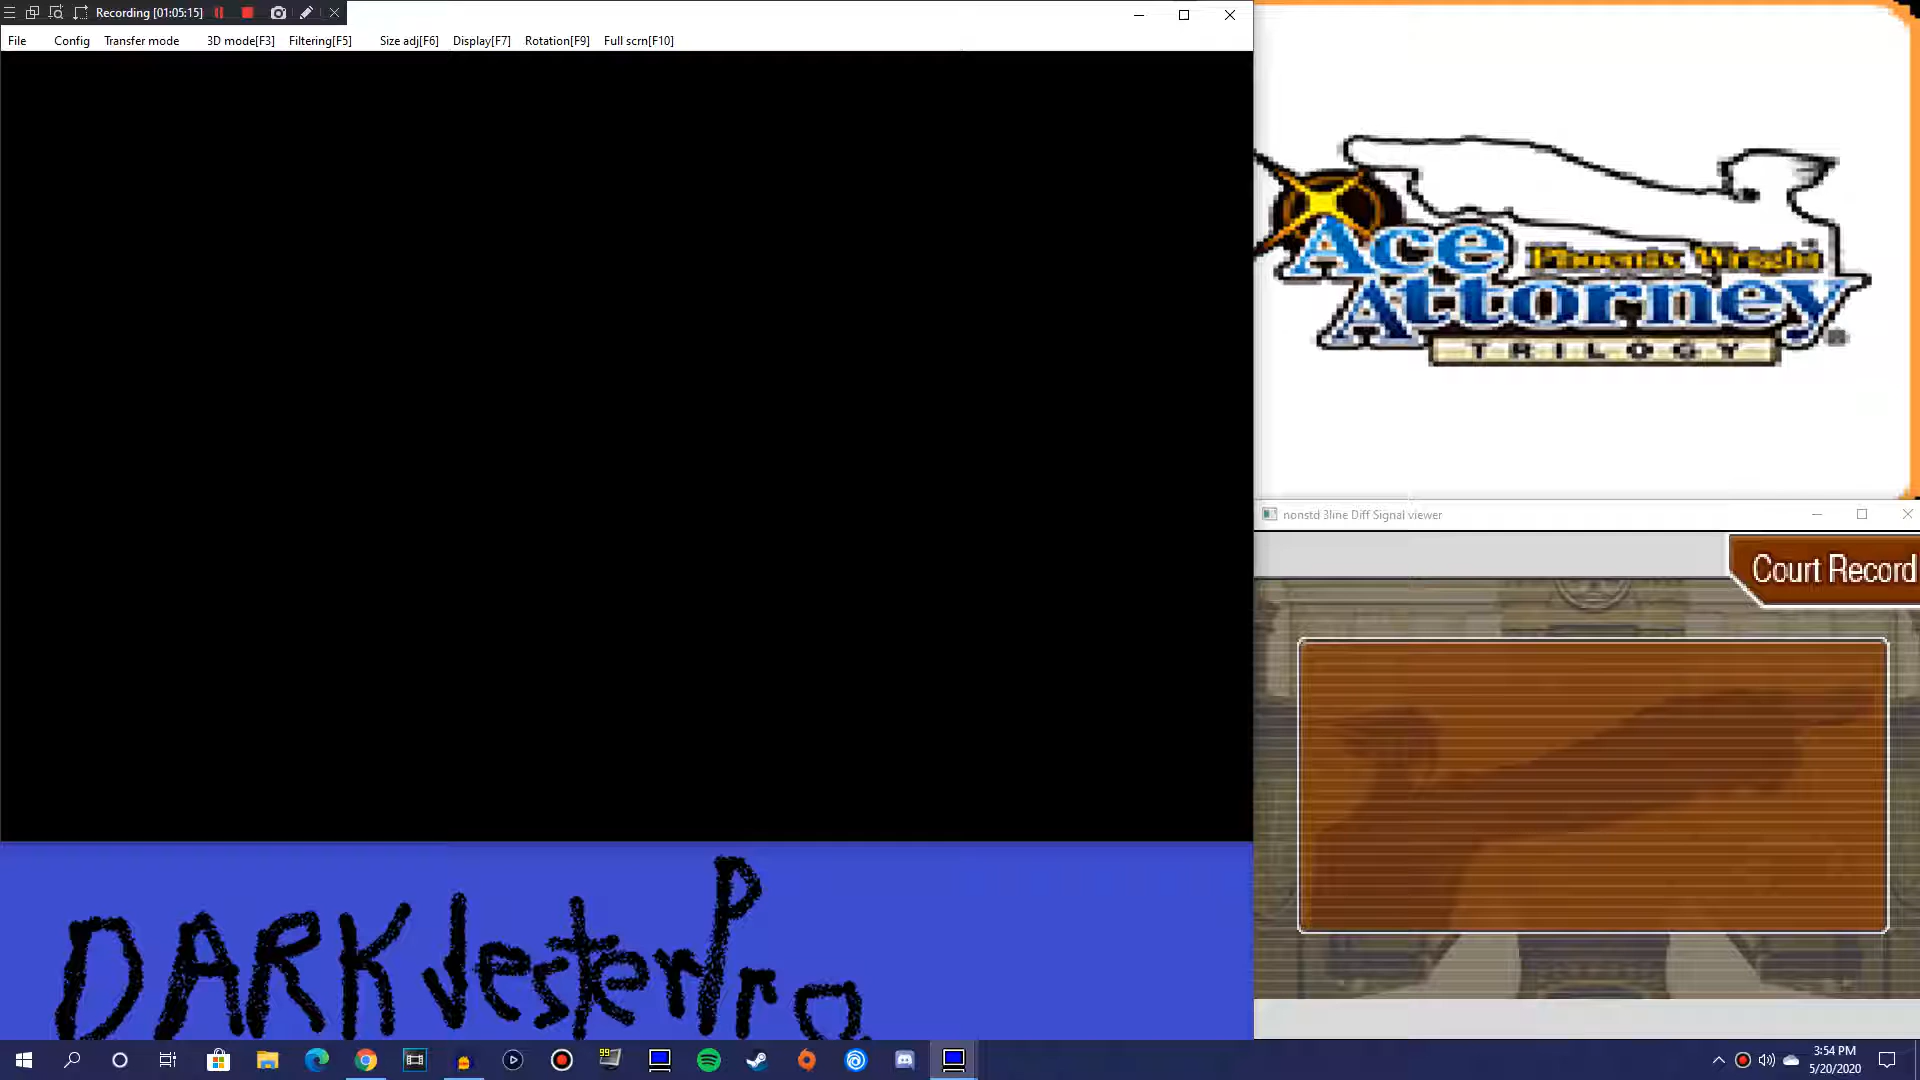 Recording [01:05:15]
File Config Transfer mode 3D mode[F3] Filtering[F5] Size adj[F6] Display[F7] Rotation[F9] Full scrn[F10]
Phoenix Wright
Ace
Attorney
TRILOGY
nonstd 3line Diff Signal viewer
Court Record
DARKJesterPro
99
3:54 PM
5/20/2020